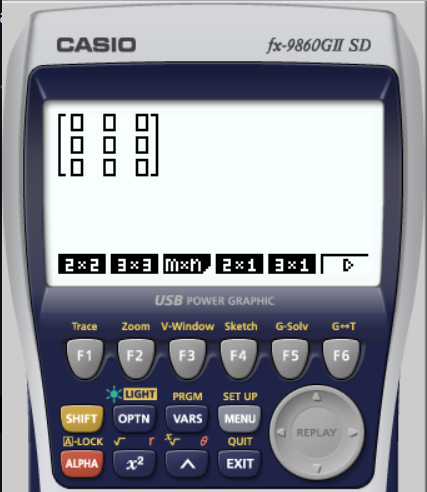 CASIO fx-9860GII SD
2×2 3×3 m×n 2×1 3×1
USB POWER GRAPHIC
Trace Zoom V-Window Sketch G-Solv G↔T
F1 F2 F3 F4 F5 F6
LIGHT PRGM SET UP
SHIFT OPTN VARS MENU
REPLAY
A-LOCK √ r ˣ√ θ QUIT
ALPHA x² ^ EXIT